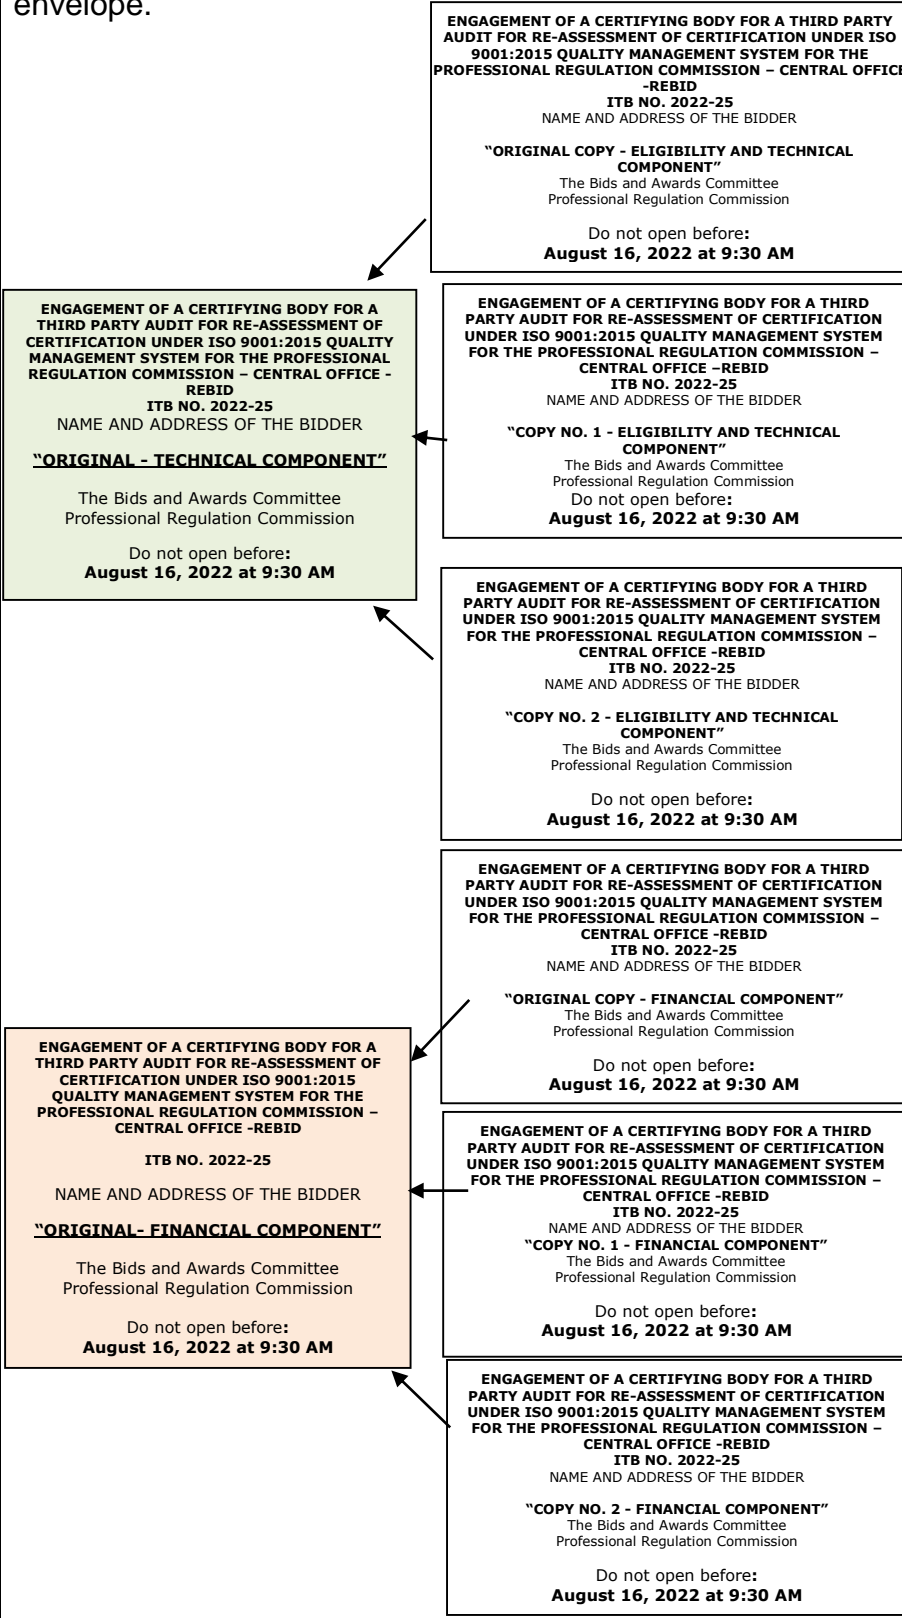 envelope.
ENGAGEMENT OF A CERTIFYING BODY FOR A THIRD PARTY
AUDIT FOR RE-ASSESSMENT OF CERTIFICATION UNDER ISO
9001:2015 QUALITY MANAGEMENT SYSTEM FOR THE
PROFESSIONAL REGULATION COMMISSION – CENTRAL OFFICE
-REBID
ITB NO. 2022-25
NAME AND ADDRESS OF THE BIDDER
“ORIGINAL COPY - ELIGIBILITY AND TECHNICAL
COMPONENT”
The Bids and Awards Committee
Professional Regulation Commission
Do not open before:
August 16, 2022 at 9:30 AM
ENGAGEMENT OF A CERTIFYING BODY FOR A
THIRD PARTY AUDIT FOR RE-ASSESSMENT OF
CERTIFICATION UNDER ISO 9001:2015 QUALITY
MANAGEMENT SYSTEM FOR THE PROFESSIONAL
REGULATION COMMISSION – CENTRAL OFFICE -
REBID
ITB NO. 2022-25
NAME AND ADDRESS OF THE BIDDER
“ORIGINAL - TECHNICAL COMPONENT”
The Bids and Awards Committee
Professional Regulation Commission
Do not open before:
August 16, 2022 at 9:30 AM
ENGAGEMENT OF A CERTIFYING BODY FOR A THIRD
PARTY AUDIT FOR RE-ASSESSMENT OF CERTIFICATION
UNDER ISO 9001:2015 QUALITY MANAGEMENT SYSTEM
FOR THE PROFESSIONAL REGULATION COMMISSION –
CENTRAL OFFICE –REBID
ITB NO. 2022-25
NAME AND ADDRESS OF THE BIDDER
“COPY NO. 1 - ELIGIBILITY AND TECHNICAL
COMPONENT”
The Bids and Awards Committee
Professional Regulation Commission
Do not open before:
August 16, 2022 at 9:30 AM
ENGAGEMENT OF A CERTIFYING BODY FOR A THIRD
PARTY AUDIT FOR RE-ASSESSMENT OF CERTIFICATION
UNDER ISO 9001:2015 QUALITY MANAGEMENT SYSTEM
FOR THE PROFESSIONAL REGULATION COMMISSION –
CENTRAL OFFICE -REBID
ITB NO. 2022-25
NAME AND ADDRESS OF THE BIDDER
“COPY NO. 2 - ELIGIBILITY AND TECHNICAL
COMPONENT”
The Bids and Awards Committee
Professional Regulation Commission
Do not open before:
August 16, 2022 at 9:30 AM
ENGAGEMENT OF A CERTIFYING BODY FOR A THIRD
PARTY AUDIT FOR RE-ASSESSMENT OF CERTIFICATION
UNDER ISO 9001:2015 QUALITY MANAGEMENT SYSTEM
FOR THE PROFESSIONAL REGULATION COMMISSION –
CENTRAL OFFICE -REBID
ITB NO. 2022-25
NAME AND ADDRESS OF THE BIDDER
“ORIGINAL COPY - FINANCIAL COMPONENT”
The Bids and Awards Committee
Professional Regulation Commission
Do not open before:
August 16, 2022 at 9:30 AM
ENGAGEMENT OF A CERTIFYING BODY FOR A
THIRD PARTY AUDIT FOR RE-ASSESSMENT OF
CERTIFICATION UNDER ISO 9001:2015
QUALITY MANAGEMENT SYSTEM FOR THE
PROFESSIONAL REGULATION COMMISSION –
CENTRAL OFFICE -REBID
ITB NO. 2022-25
NAME AND ADDRESS OF THE BIDDER
“ORIGINAL- FINANCIAL COMPONENT”
The Bids and Awards Committee
Professional Regulation Commission
Do not open before:
August 16, 2022 at 9:30 AM
ENGAGEMENT OF A CERTIFYING BODY FOR A THIRD
PARTY AUDIT FOR RE-ASSESSMENT OF CERTIFICATION
UNDER ISO 9001:2015 QUALITY MANAGEMENT SYSTEM
FOR THE PROFESSIONAL REGULATION COMMISSION –
CENTRAL OFFICE -REBID
ITB NO. 2022-25
NAME AND ADDRESS OF THE BIDDER
“COPY NO. 1 - FINANCIAL COMPONENT”
The Bids and Awards Committee
Professional Regulation Commission
Do not open before:
August 16, 2022 at 9:30 AM
ENGAGEMENT OF A CERTIFYING BODY FOR A THIRD
PARTY AUDIT FOR RE-ASSESSMENT OF CERTIFICATION
UNDER ISO 9001:2015 QUALITY MANAGEMENT SYSTEM
FOR THE PROFESSIONAL REGULATION COMMISSION –
CENTRAL OFFICE -REBID
ITB NO. 2022-25
NAME AND ADDRESS OF THE BIDDER
“COPY NO. 2 - FINANCIAL COMPONENT”
The Bids and Awards Committee
Professional Regulation Commission
Do not open before:
August 16, 2022 at 9:30 AM